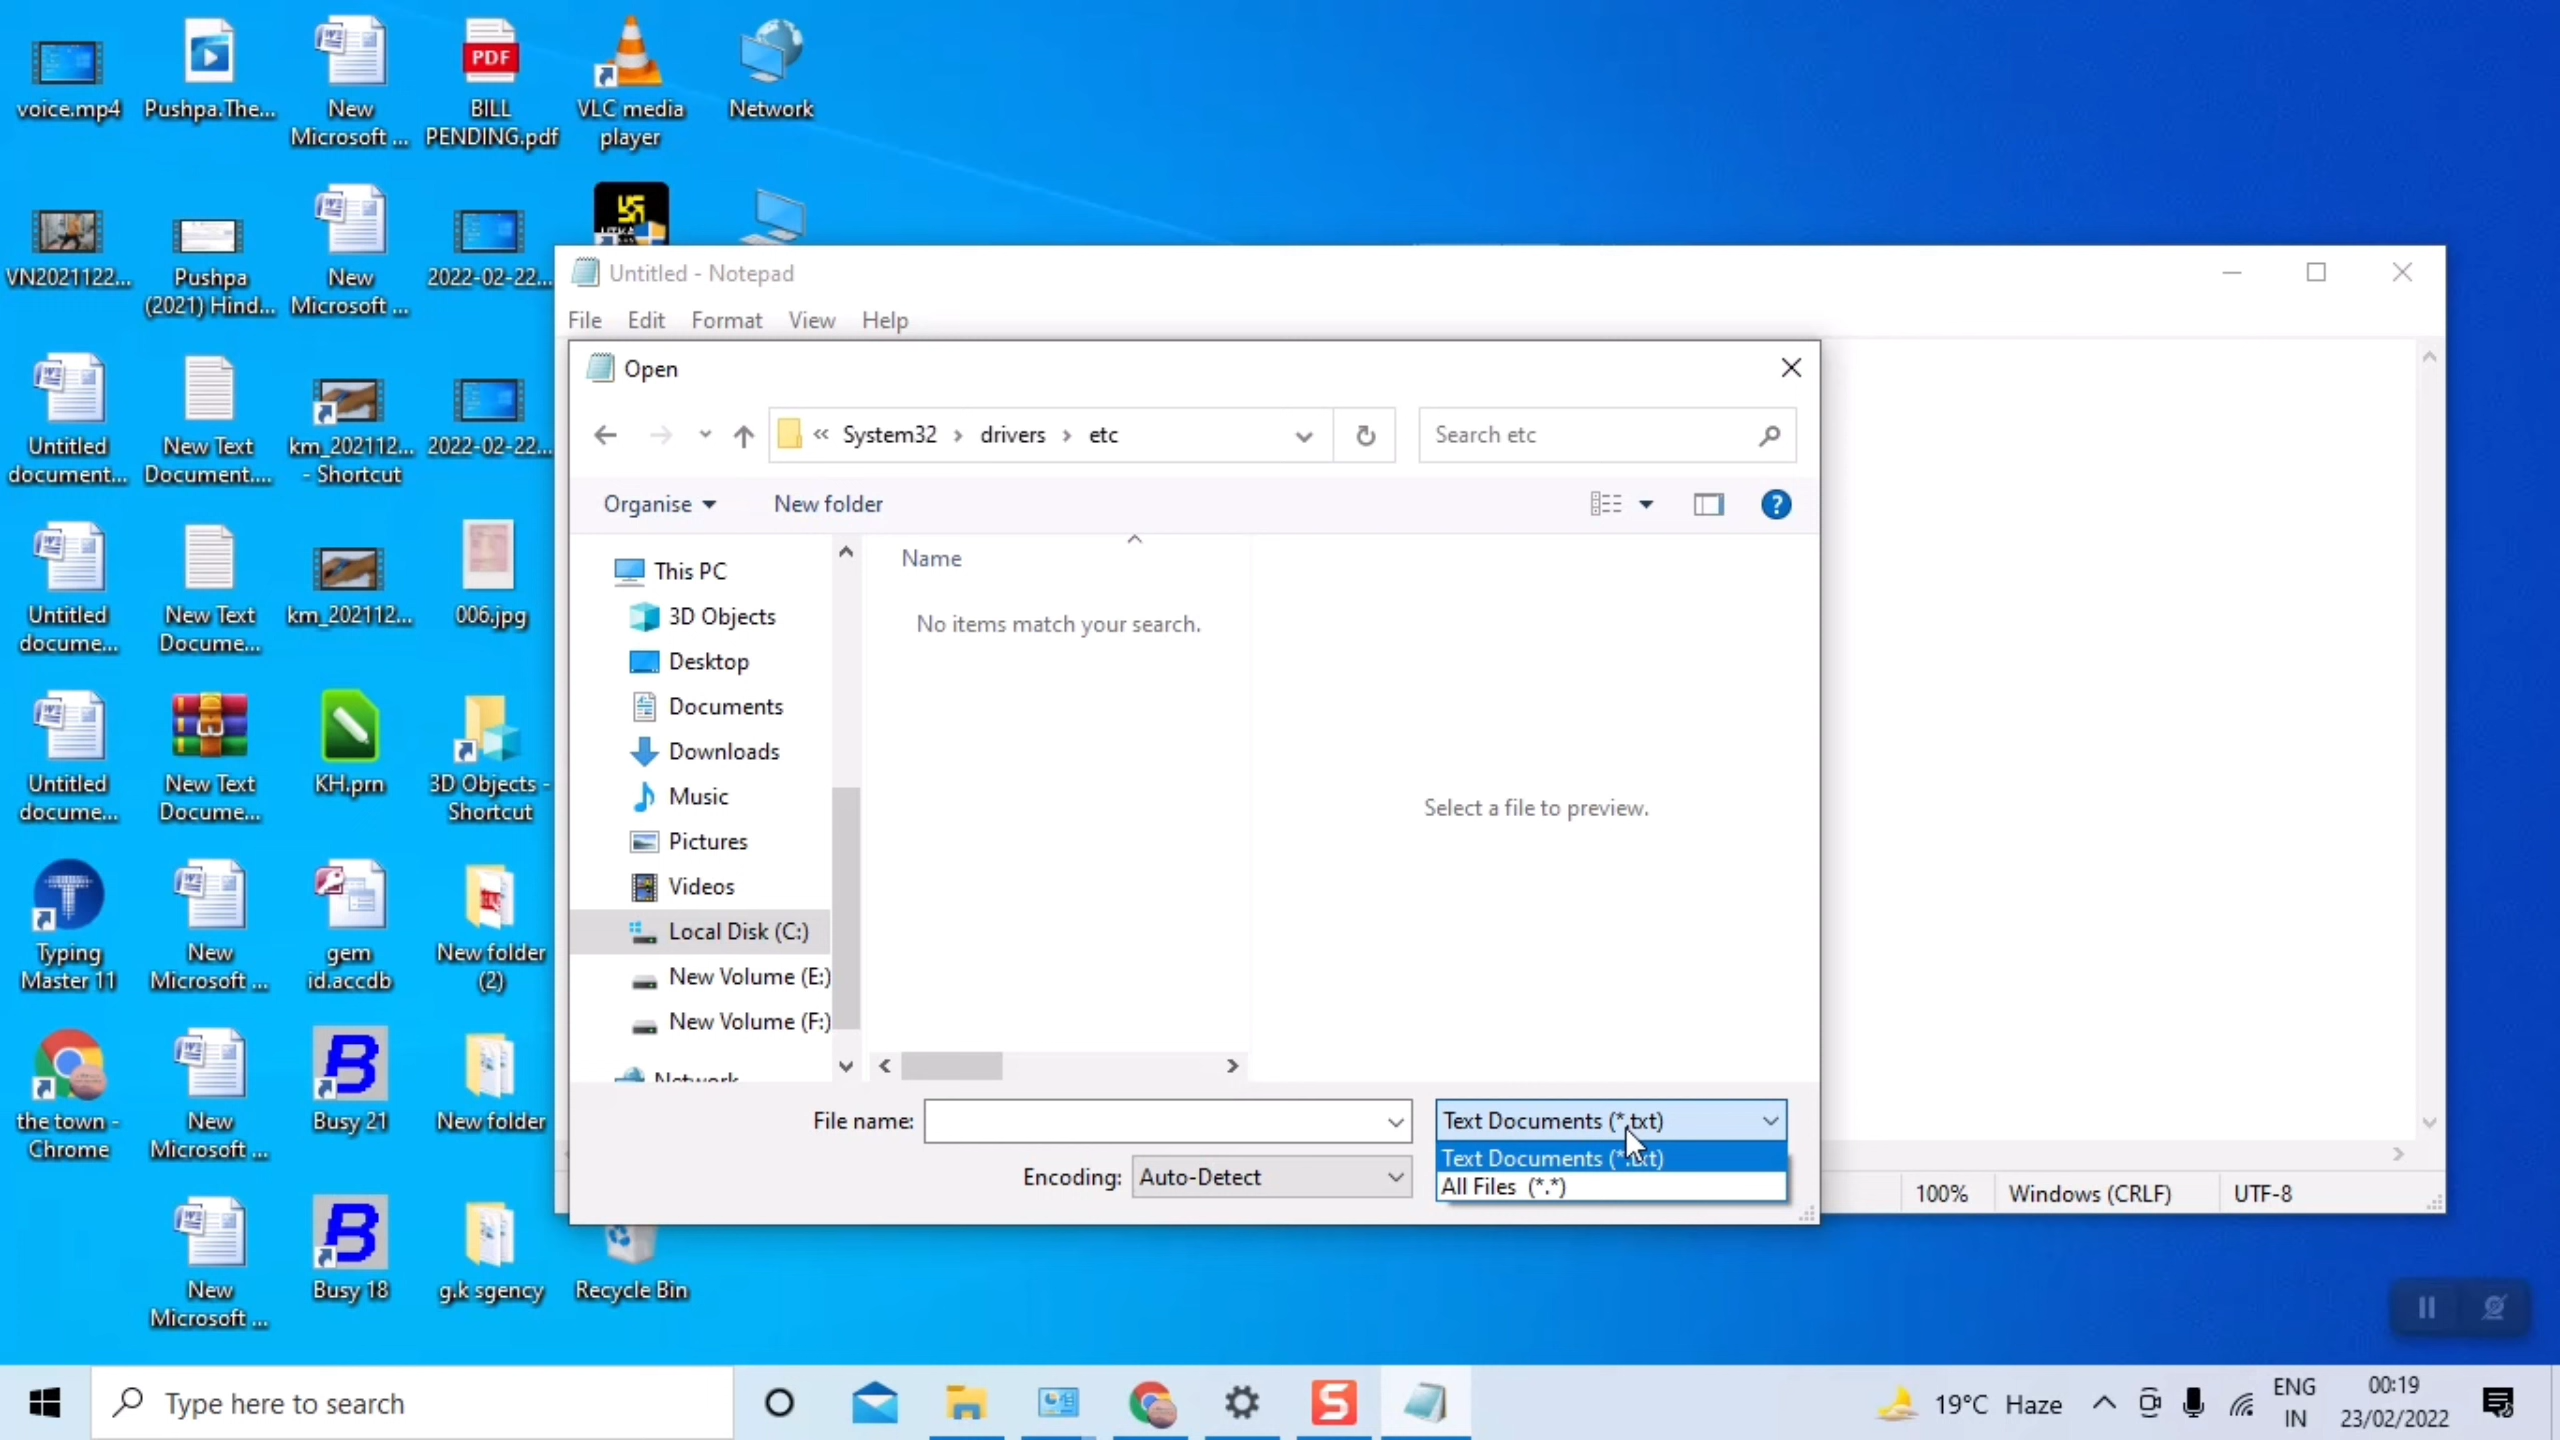 voice.mp4
Pushpa.The...
New
Microsoft ...
PDF
BILL
PENDING.pdf
VLC media
player
Network
VN2021122...
Pushpa
(2021) Hind...
New
Microsoft ...
2022-02-22...
Untitled
document...
New Text
Document....
km_202112...
- Shortcut
2022-02-22...
Untitled
docume...
New Text
Docume...
km_202112...
006.jpg
Untitled
docume...
New Text
Docume...
KH.prn
3D Objects -
Shortcut
Typing
Master 11
New
Microsoft ...
gem
id.accdb
New folder
(2)
the town -
Chrome
New
Microsoft ...
Busy 21
New folder
New
Microsoft ...
Busy 18
g.k sgency
Recycle Bin
Untitled - Notepad
File Edit Format View Help
Open
« System32 › drivers › etc
Search etc
Organise
New folder
This PC
3D Objects
Desktop
Documents
Downloads
Music
Pictures
Videos
Local Disk (C:)
New Volume (E:)
New Volume (F:)
Network
Name
No items match your search.
Select a file to preview.
File name:
Text Documents (*.txt)
Text Documents (*.txt)
All Files (*.*)
Encoding: Auto-Detect
100% Windows (CRLF) UTF-8
Type here to search
19°C Haze
ENG
IN
00:19
23/02/2022